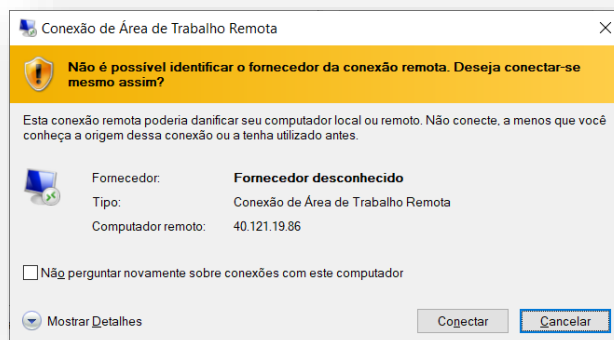 Conexão de Área de Trabalho Remota
Não é possível identificar o fornecedor da conexão remota. Deseja conectar-se
mesmo assim?
Esta conexão remota poderia danificar seu computador local ou remoto. Não conecte, a menos que você
conheça a origem dessa conexão ou a tenha utilizado antes.
Fornecedor: Fornecedor desconhecido
Tipo: Conexão de Área de Trabalho Remota
Computador remoto: 40.121.19.86
Não perguntar novamente sobre conexões com este computador
Mostrar Detalhes Conectar Cancelar